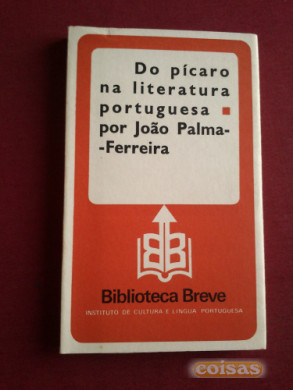 Do pícaro
na literatura
portuguesa
por João Palma-
-Ferreira
BB
Biblioteca Breve
INSTITUTO DE CULTURA E LÍNGUA PORTUGUESA
coisas